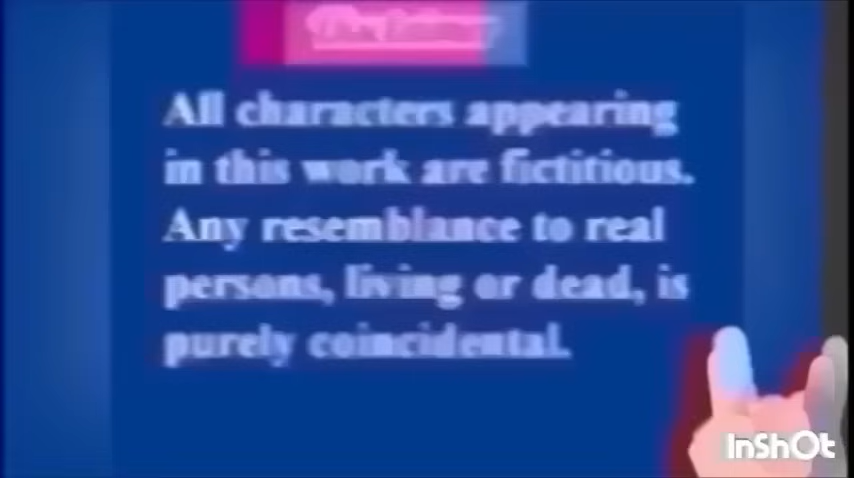 All characters appearing
in this work are fictitious.
Any resemblance to real
persons, living or dead, is
purely coincidental.
InShOt